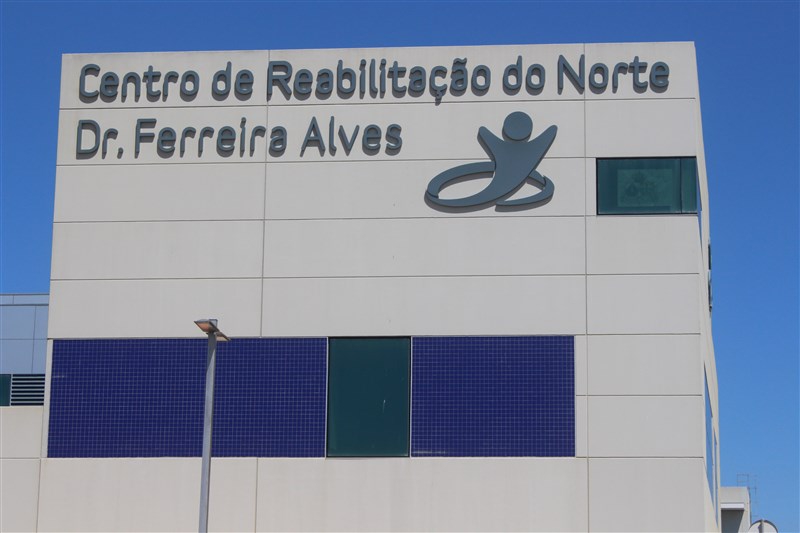 Centro de Reabilitação do Norte
Dr. Ferreira Alves